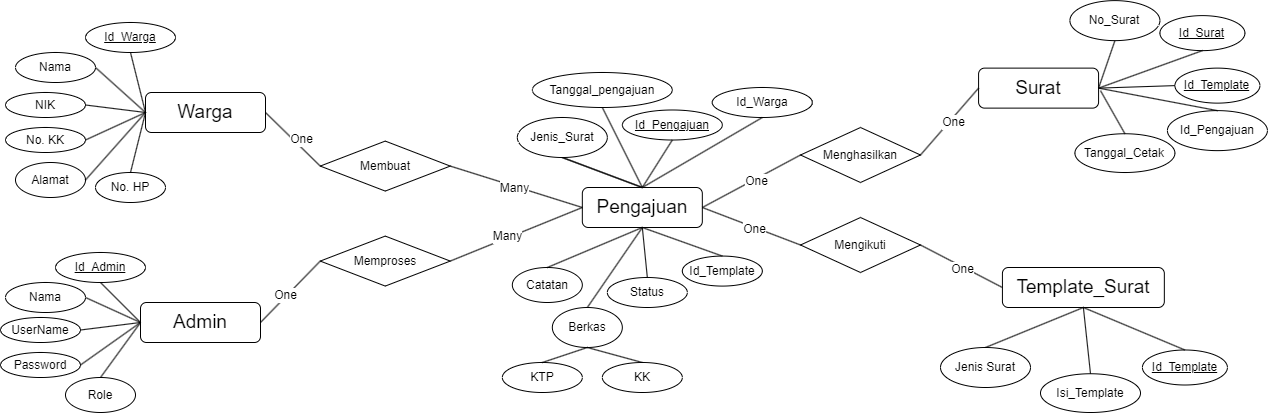 Id_Warga
Nama
NIK
No. KK
Alamat
No. HP
Warga
One
Membuat
Many
Id_Admin
Nama
UserName
Password
Role
Admin
One
Memproses
Many
Tanggal_pengajuan
Id_Warga
Id_Pengajuan
Jenis_Surat
Pengajuan
Catatan
Status
Id_Template
Berkas
KTP
KK
One
Menghasilkan
One
No_Surat
Id_Surat
Surat
Id_Template
Id_Pengajuan
Tanggal_Cetak
One
Mengikuti
One
Template_Surat
Jenis Surat
Isi_Template
Id_Template